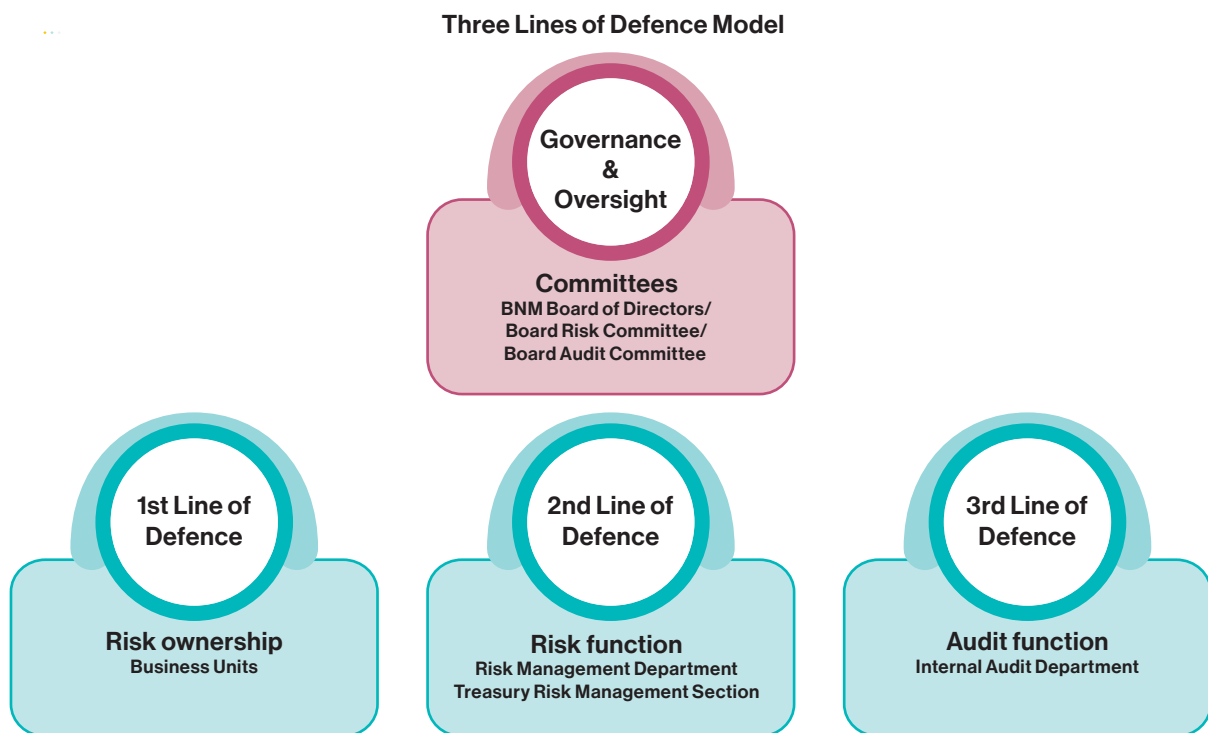 Three Lines of Defence Model
Governance
&
Oversight
Committees
BNM Board of Directors/
Board Risk Committee/
Board Audit Committee
1st Line of
Defence
Risk ownership
Business Units
2nd Line of
Defence
Risk function
Risk Management Department
Treasury Risk Management Section
3rd Line of
Defence
Audit function
Internal Audit Department